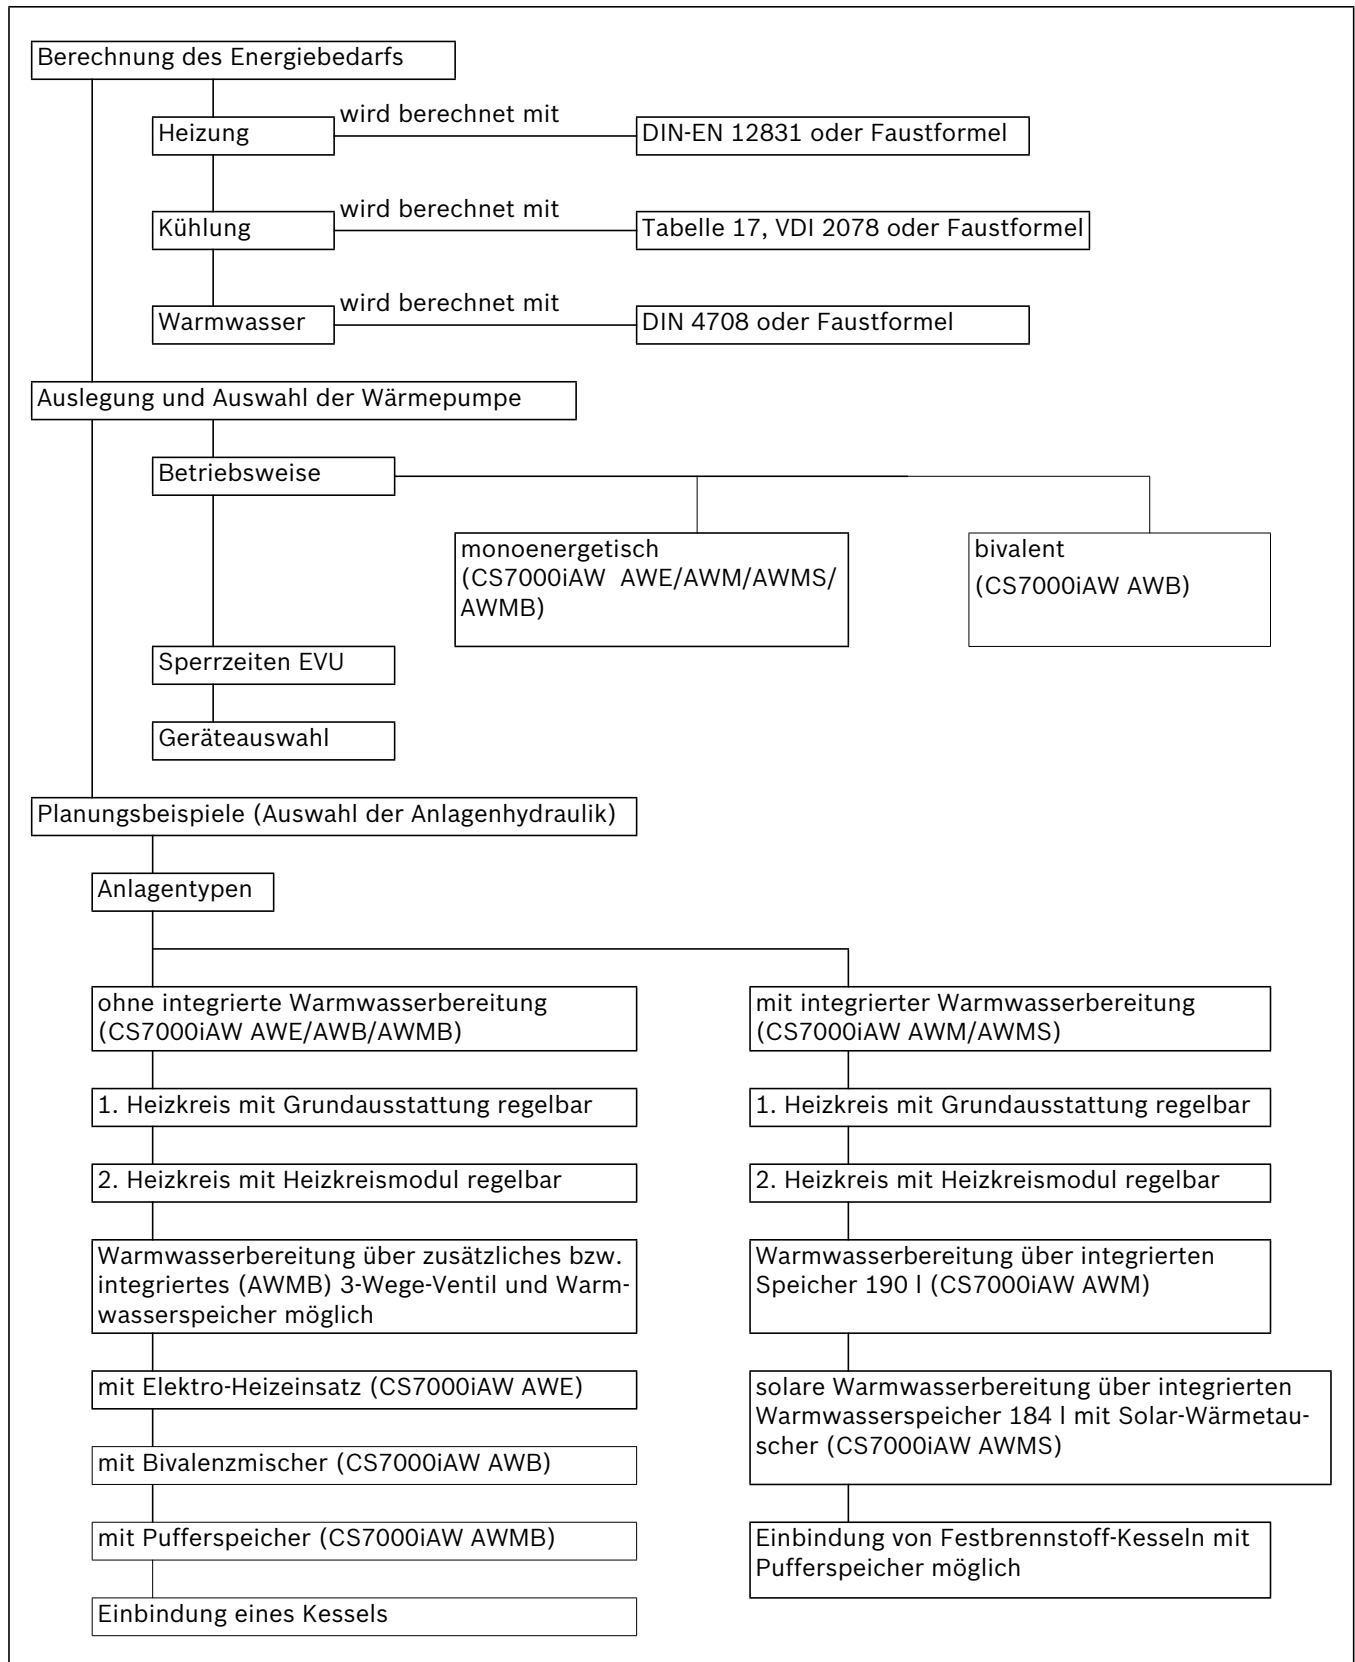 Berechnung des Energiebedarfs
wird berechnet mit
Heizung
DIN-EN 12831 oder Faustformel
wird berechnet mit
Kühlung
Tabelle 17, VDI 2078 oder Faustformel
wird berechnet mit
Warmwasser
DIN 4708 oder Faustformel
Auslegung und Auswahl der Wärmepumpe
Betriebsweise
monoenergetisch
(CS7000iAW AWE/AWM/AWMS/
AWMB)
bivalent
(CS7000iAW AWB)
Sperrzeiten EVU
Geräteauswahl
Planungsbeispiele (Auswahl der Anlagenhydraulik)
Anlagentypen
ohne integrierte Warmwasserbereitung
(CS7000iAW AWE/AWB/AWMB)
1. Heizkreis mit Grundausstattung regelbar
2. Heizkreis mit Heizkreismodul regelbar
Warmwasserbereitung über zusätzliches bzw.
integriertes (AWMB) 3-Wege-Ventil und Warm-
wasserspeicher möglich
mit Elektro-Heizeinsatz (CS7000iAW AWE)
mit Bivalenzmischer (CS7000iAW AWB)
mit Pufferspeicher (CS7000iAW AWMB)
Einbindung eines Kessels
mit integrierter Warmwasserbereitung
(CS7000iAW AWM/AWMS)
1. Heizkreis mit Grundausstattung regelbar
2. Heizkreis mit Heizkreismodul regelbar
Warmwasserbereitung über integrierten
Speicher 190 l (CS7000iAW AWM)
solare Warmwasserbereitung über integrierten
Warmwasserspeicher 184 l mit Solar-Wärmetau-
scher (CS7000iAW AWMS)
Einbindung von Festbrennstoff-Kesseln mit
Pufferspeicher möglich